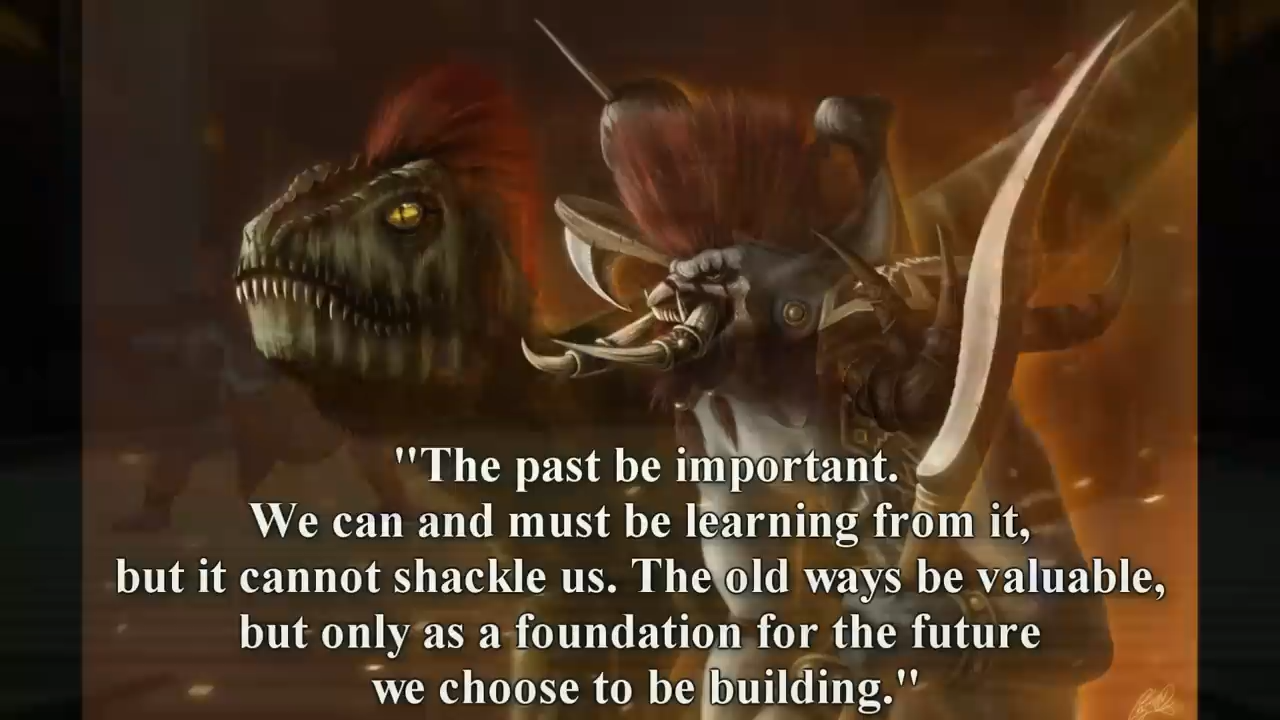 "The past be important.
We can and must be learning from it,
but it cannot shackle us. The old ways be valuable,
but only as a foundation for the future
we choose to be building."